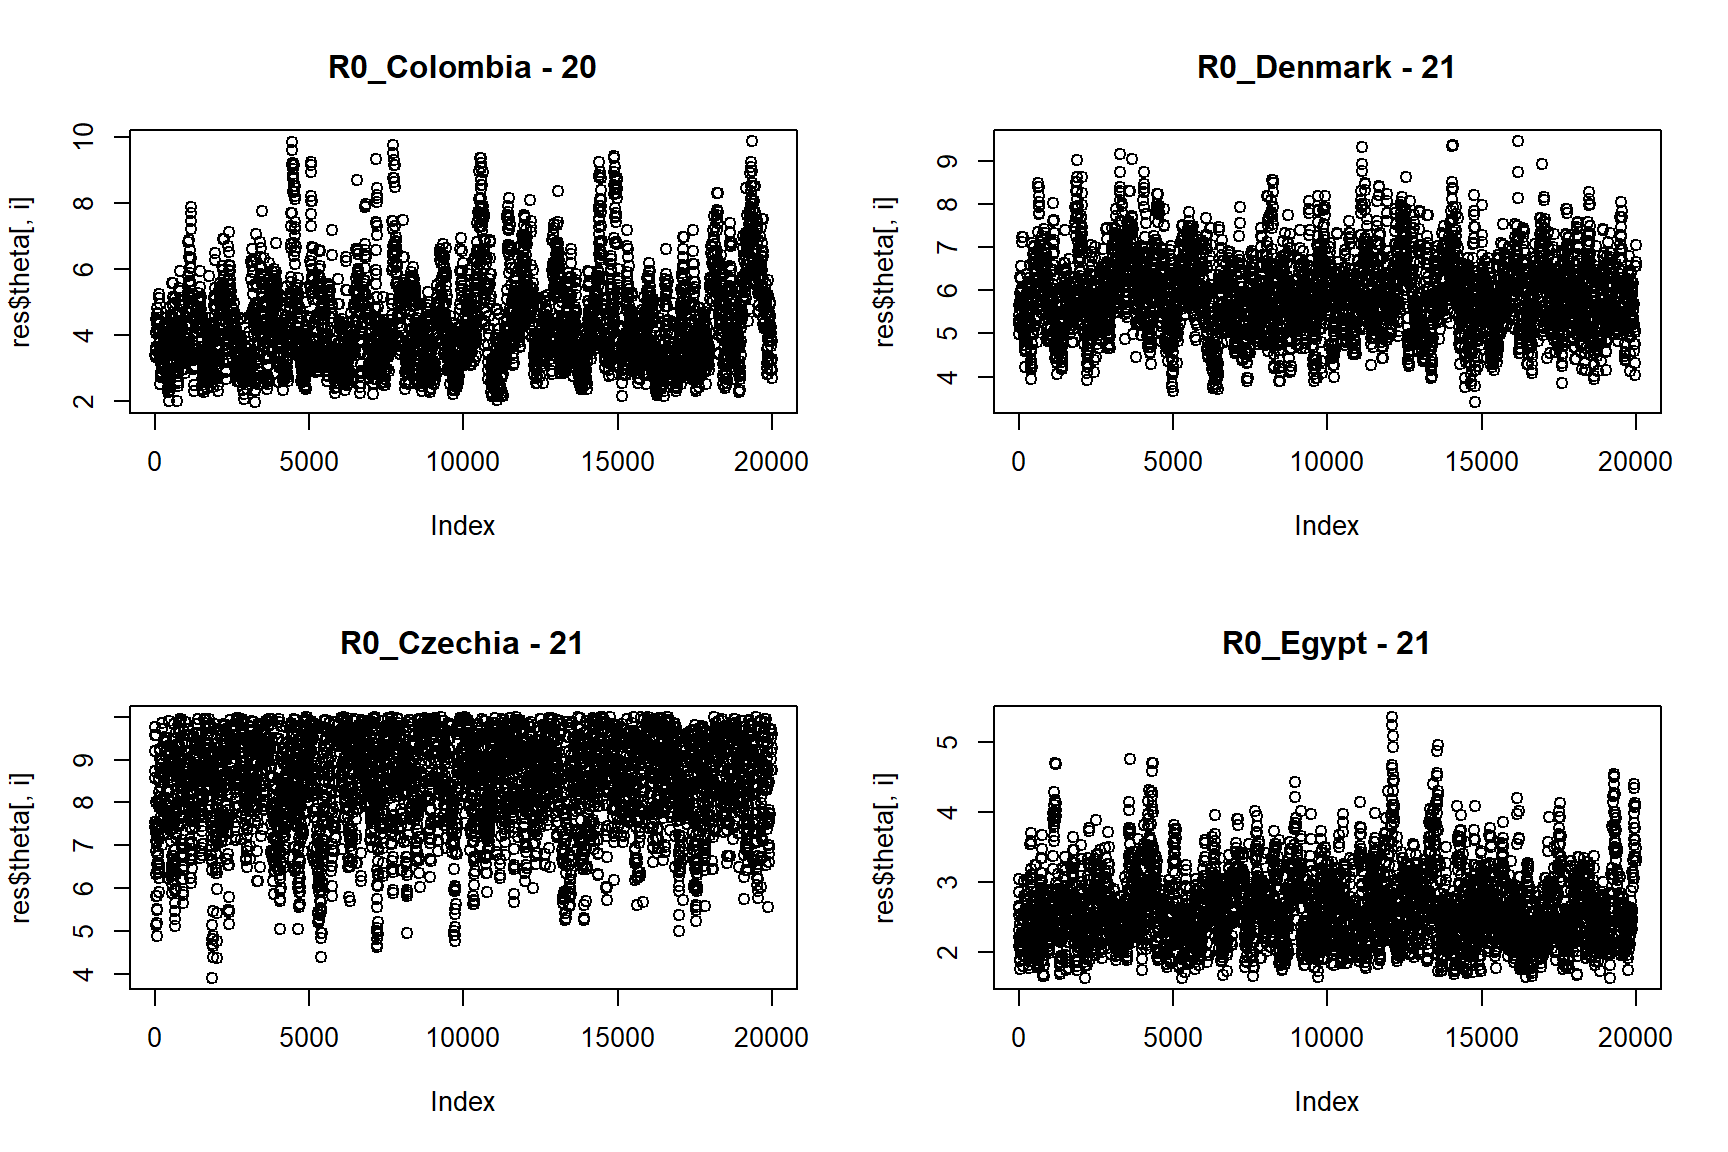 R0_Colombia - 20
res$theta[, i]
2 4 6 8 10
0 5000 10000 15000 20000
Index
R0_Denmark - 21
res$theta[, i]
4 5 6 7 8 9
0 5000 10000 15000 20000
Index
R0_Czechia - 21
res$theta[, i]
4 5 6 7 8 9
0 5000 10000 15000 20000
Index
R0_Egypt - 21
res$theta[, i]
2 3 4 5
0 5000 10000 15000 20000
Index